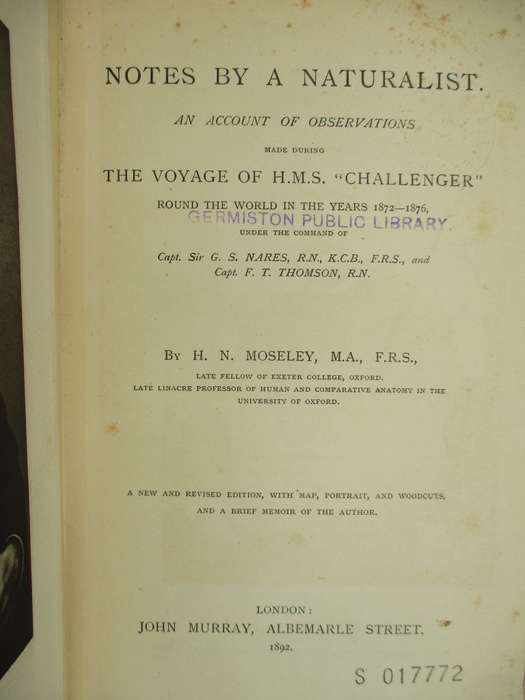 NOTES BY A NATURALIST.
AN ACCOUNT OF OBSERVATIONS
MADE DURING
THE VOYAGE OF H.M.S. "CHALLENGER"
ROUND THE WORLD IN THE YEARS 1872—1876,
GERMISTON PUBLIC LIBRARY.
UNDER THE COMMAND OF
Capt. Sir G. S. NARES, R.N., K.C.B., F.R.S., and
Capt. F. T. THOMSON, R.N.
By H. N. MOSELEY, M.A., F.R.S.,
LATE FELLOW OF EXETER COLLEGE, OXFORD.
LATE LINACRE PROFESSOR OF HUMAN AND COMPARATIVE ANATOMY IN THE
UNIVERSITY OF OXFORD.
A NEW AND REVISED EDITION, WITH MAP, PORTRAIT, AND WOODCUTS,
AND A BRIEF MEMOIR OF THE AUTHOR.
LONDON:
JOHN MURRAY, ALBEMARLE STREET.
1892.
S 017772